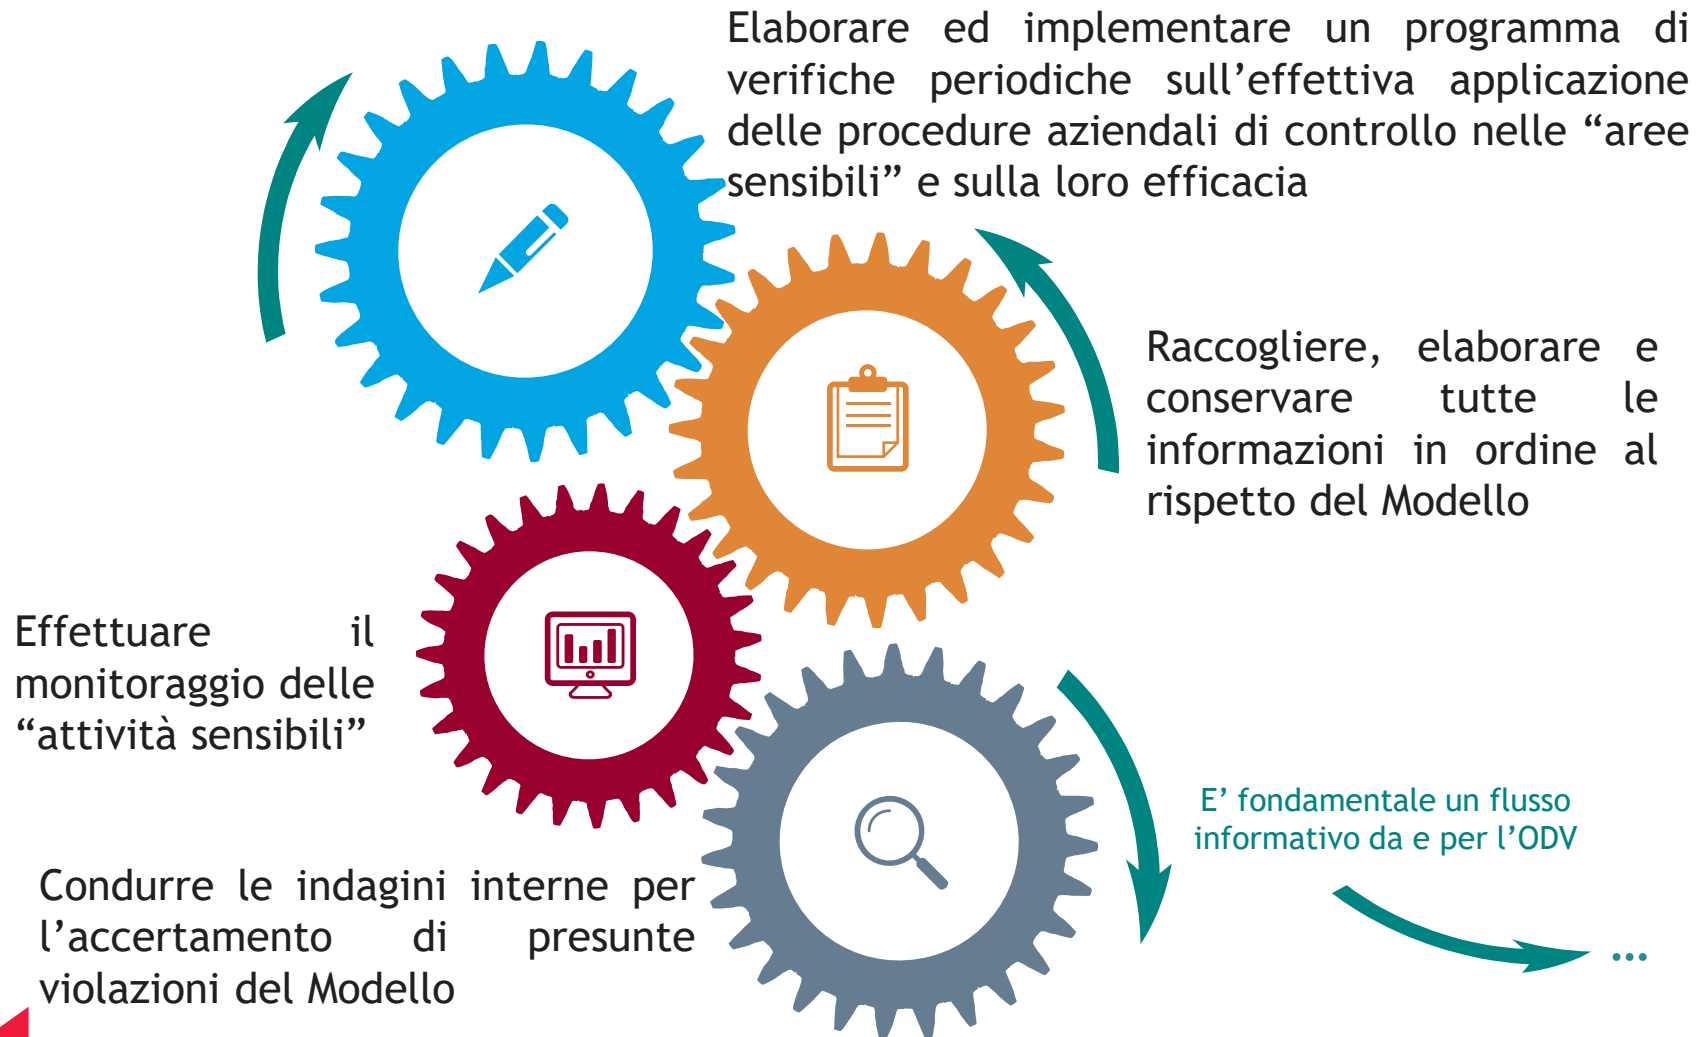 Elaborare ed implementare un programma di
verifiche periodiche sull’effettiva applicazione
delle procedure aziendali di controllo nelle “aree
sensibili” e sulla loro efficacia
Raccogliere, elaborare e
conservare tutte le
informazioni in ordine al
rispetto del Modello
Effettuare il
monitoraggio delle
“attività sensibili”
E’ fondamentale un flusso
informativo da e per l’ODV
Condurre le indagini interne per
l’accertamento di presunte
violazioni del Modello
...